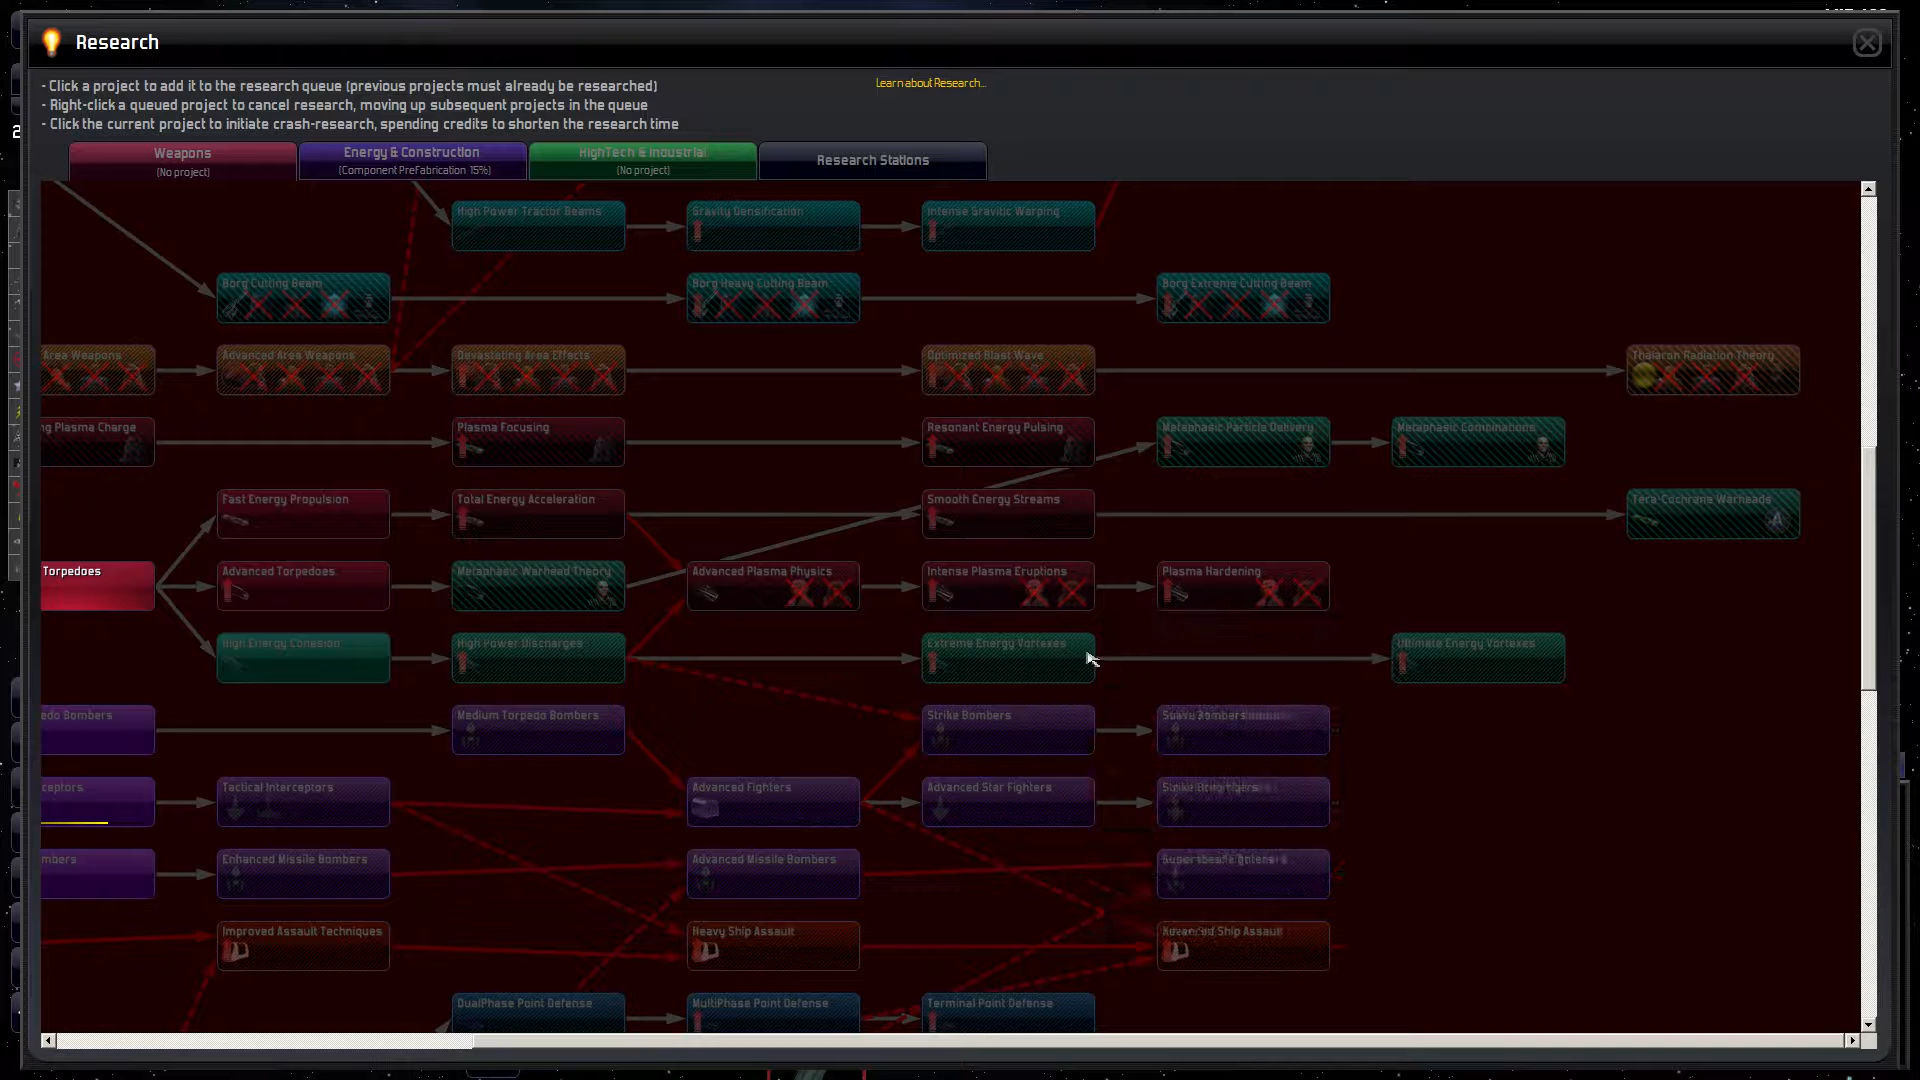 Research
- Click a project to add it to the research queue (previous projects must already be researched)
- Right-click a queued project to cancel research, moving up subsequent projects in the queue
- Click the current project to initiate crash-research, spending credits to shorten the research time
Learn about Research...
Weapons
(No project)
Energy & Construction
(Component PreFabrication 15%)
HighTech & Industrial
(No project)
Research Stations
High Power Tractor Beams
Gravity Densification
Intense Gravitic Warping
Borg Cutting Beam
Borg Heavy Cutting Beam
Borg Extreme Cutting Beam
Area Weapons
Advanced Area Weapons
Devastating Area Effects
Optimized Blast Wave
Thalaron Radiation Theory
ng Plasma Charge
Plasma Focusing
Resonant Energy Pulsing
Metaphasic Particle Delivery
Metaphasic Combinations
Fast Energy Propulsion
Total Energy Acceleration
Smooth Energy Streams
Tera-Cochrane Warheads
Torpedoes
Advanced Torpedoes
Metaphasic Warhead Theory
Advanced Plasma Physics
Intense Plasma Eruptions
Plasma Hardening
High Energy Cohesion
High Power Discharges
Extreme Energy Vortexes
Ultimate Energy Vortexes
edo Bombers
Medium Torpedo Bombers
Strike Bombers
ceptors
Tactical Interceptors
Advanced Fighters
Advanced Star Fighters
mbers
Enhanced Missile Bombers
Advanced Missile Bombers
Improved Assault Techniques
Heavy Ship Assault
Ship Assault
DualPhase Point Defense
MultiPhase Point Defense
Terminal Point Defense